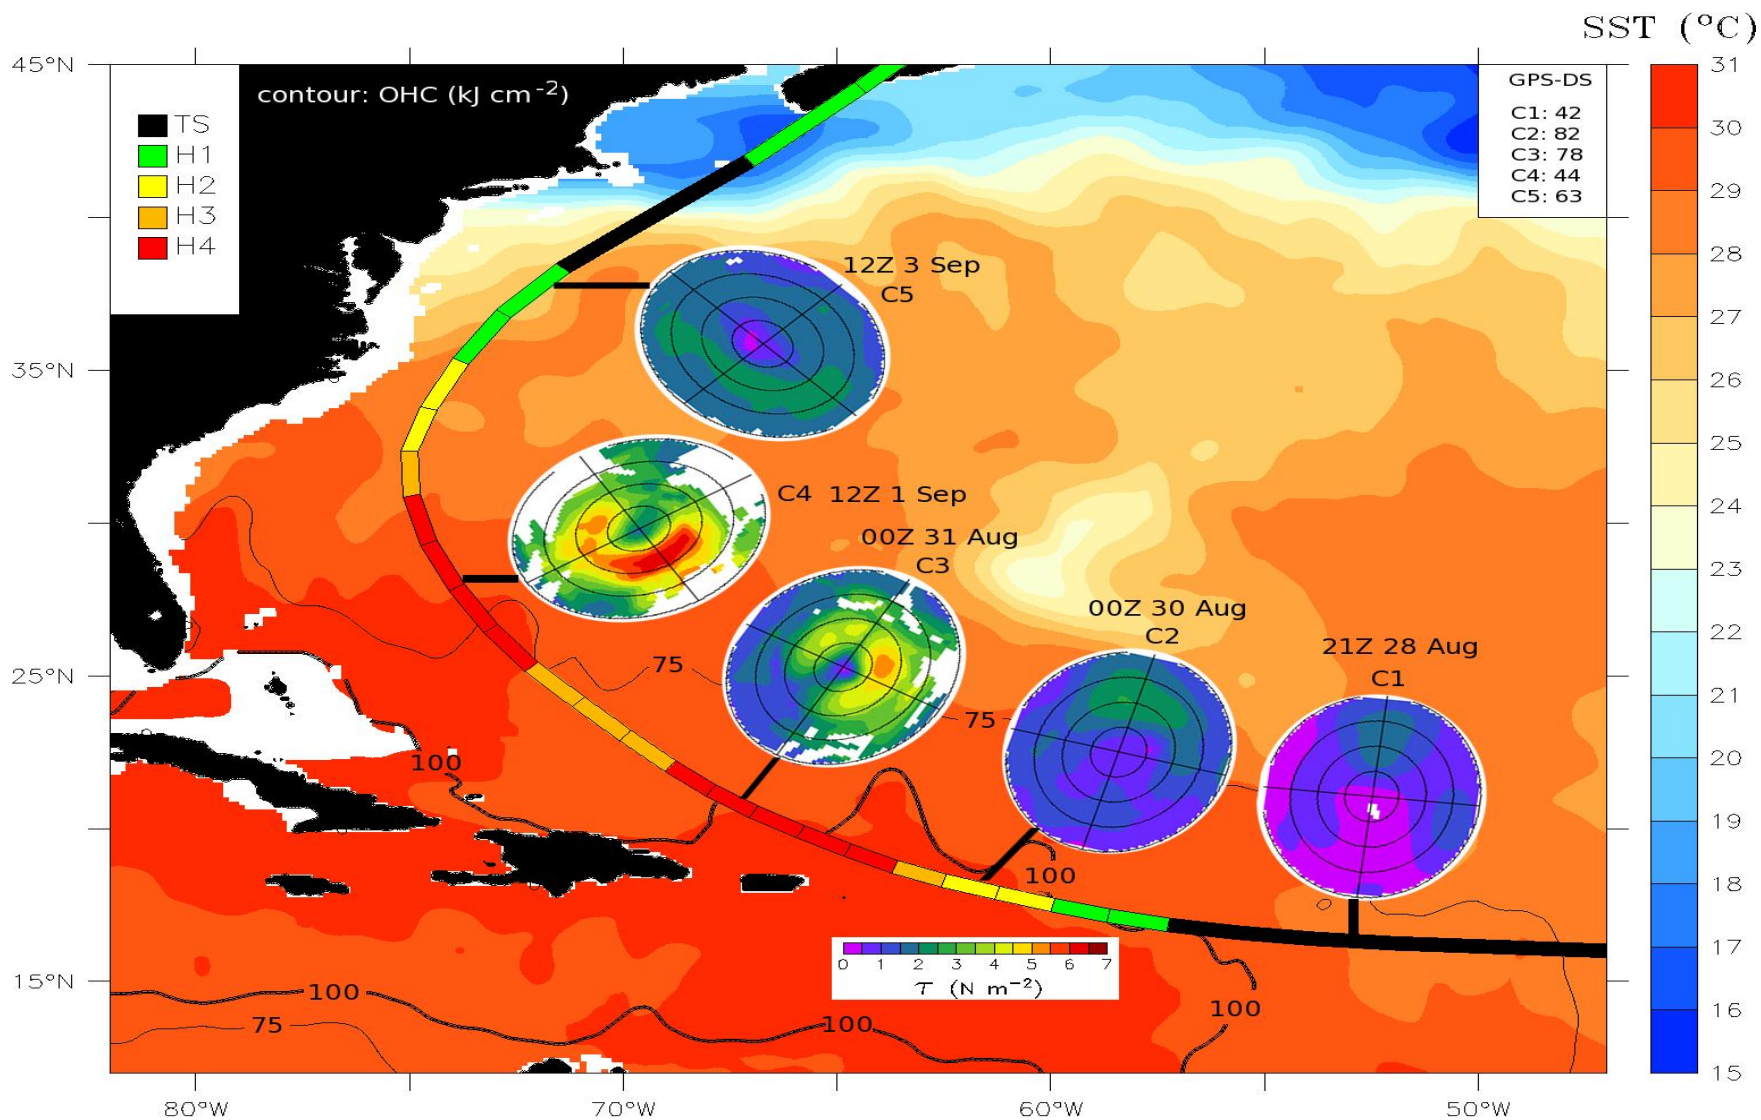 SST (°C)
45°N
35°N
25°N
15°N
contour: OHC (kJ cm⁻²)
TS
H1
H2
H3
H4
GPS-DS
C1: 42
C2: 82
C3: 78
C4: 44
C5: 63
12Z 3 Sep
C5
C4 12Z 1 Sep
00Z 31 Aug
C3
00Z 30 Aug
C2
21Z 28 Aug
C1
75
75
100
100
100
75
100
100
0 1 2 3 4 5 6 7
τ (N m⁻²)
80°W 70°W 60°W 50°W
31
30
29
28
27
26
25
24
23
22
21
20
19
18
17
16
15